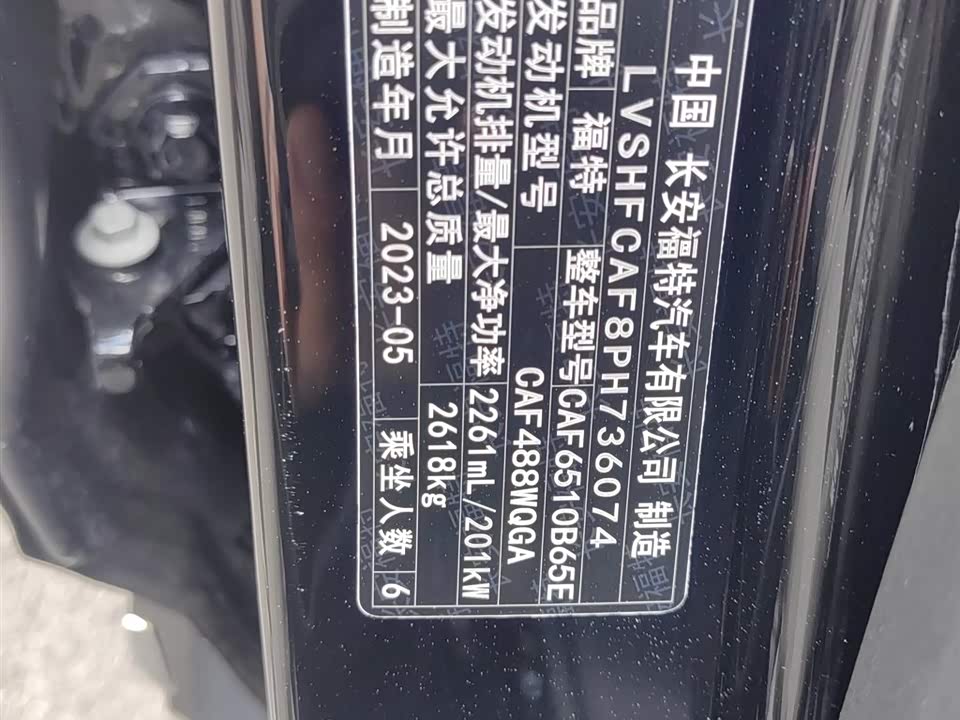 中国 长安福特汽车有限公司 制造
LVSHFCAF8PH736074
品牌 福特 整车型号 CAF6510B65E
发动机型号 CAF488WQGA
发动机排量/最大净功率 2261mL/201kW
最大允许总质量 2618kg
制造年月 2023-05 乘坐人数 6